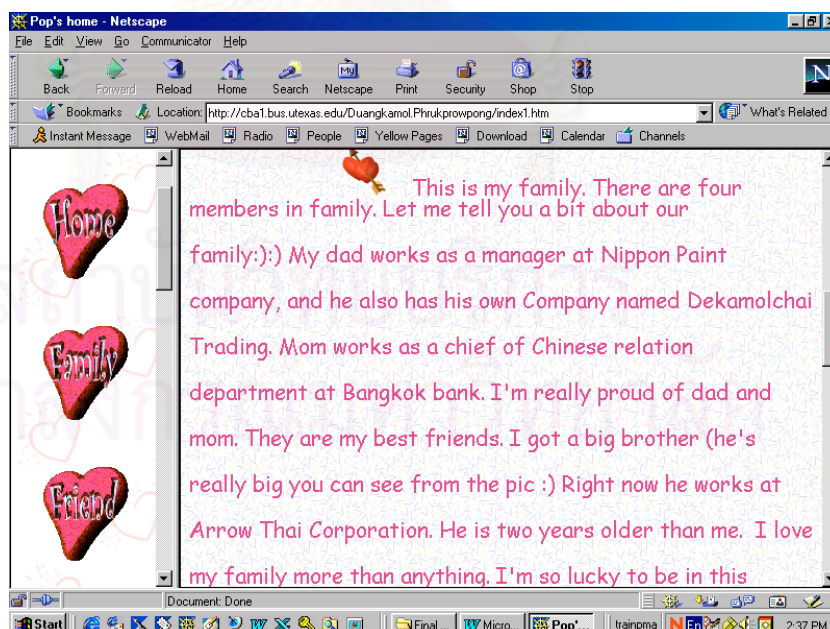 Pop's home - Netscape
File Edit View Go Communicator Help
Back Forward Reload Home Search Netscape Print Security Shop Stop
Bookmarks Location: http://cba1.bus.utexas.edu/Duangkamol.Phrukprowpong/index1.htm What's Related
Instant Message WebMail Radio People Yellow Pages Download Calendar Channels
Home
Family
Friend
This is my family. There are four
members in family. Let me tell you a bit about our
family:):) My dad works as a manager at Nippon Paint
company, and he also has his own Company named Dekamolchai
Trading. Mom works as a chief of Chinese relation
department at Bangkok bank. I'm really proud of dad and
mom. They are my best friends. I got a big brother (he's
really big you can see from the pic :) Right now he works at
Arrow Thai Corporation. He is two years older than me. I love
my family more than anything. I'm so lucky to be in this
Document: Done
Start Final... Micro... Pop'... trainpma En 2:37 PM